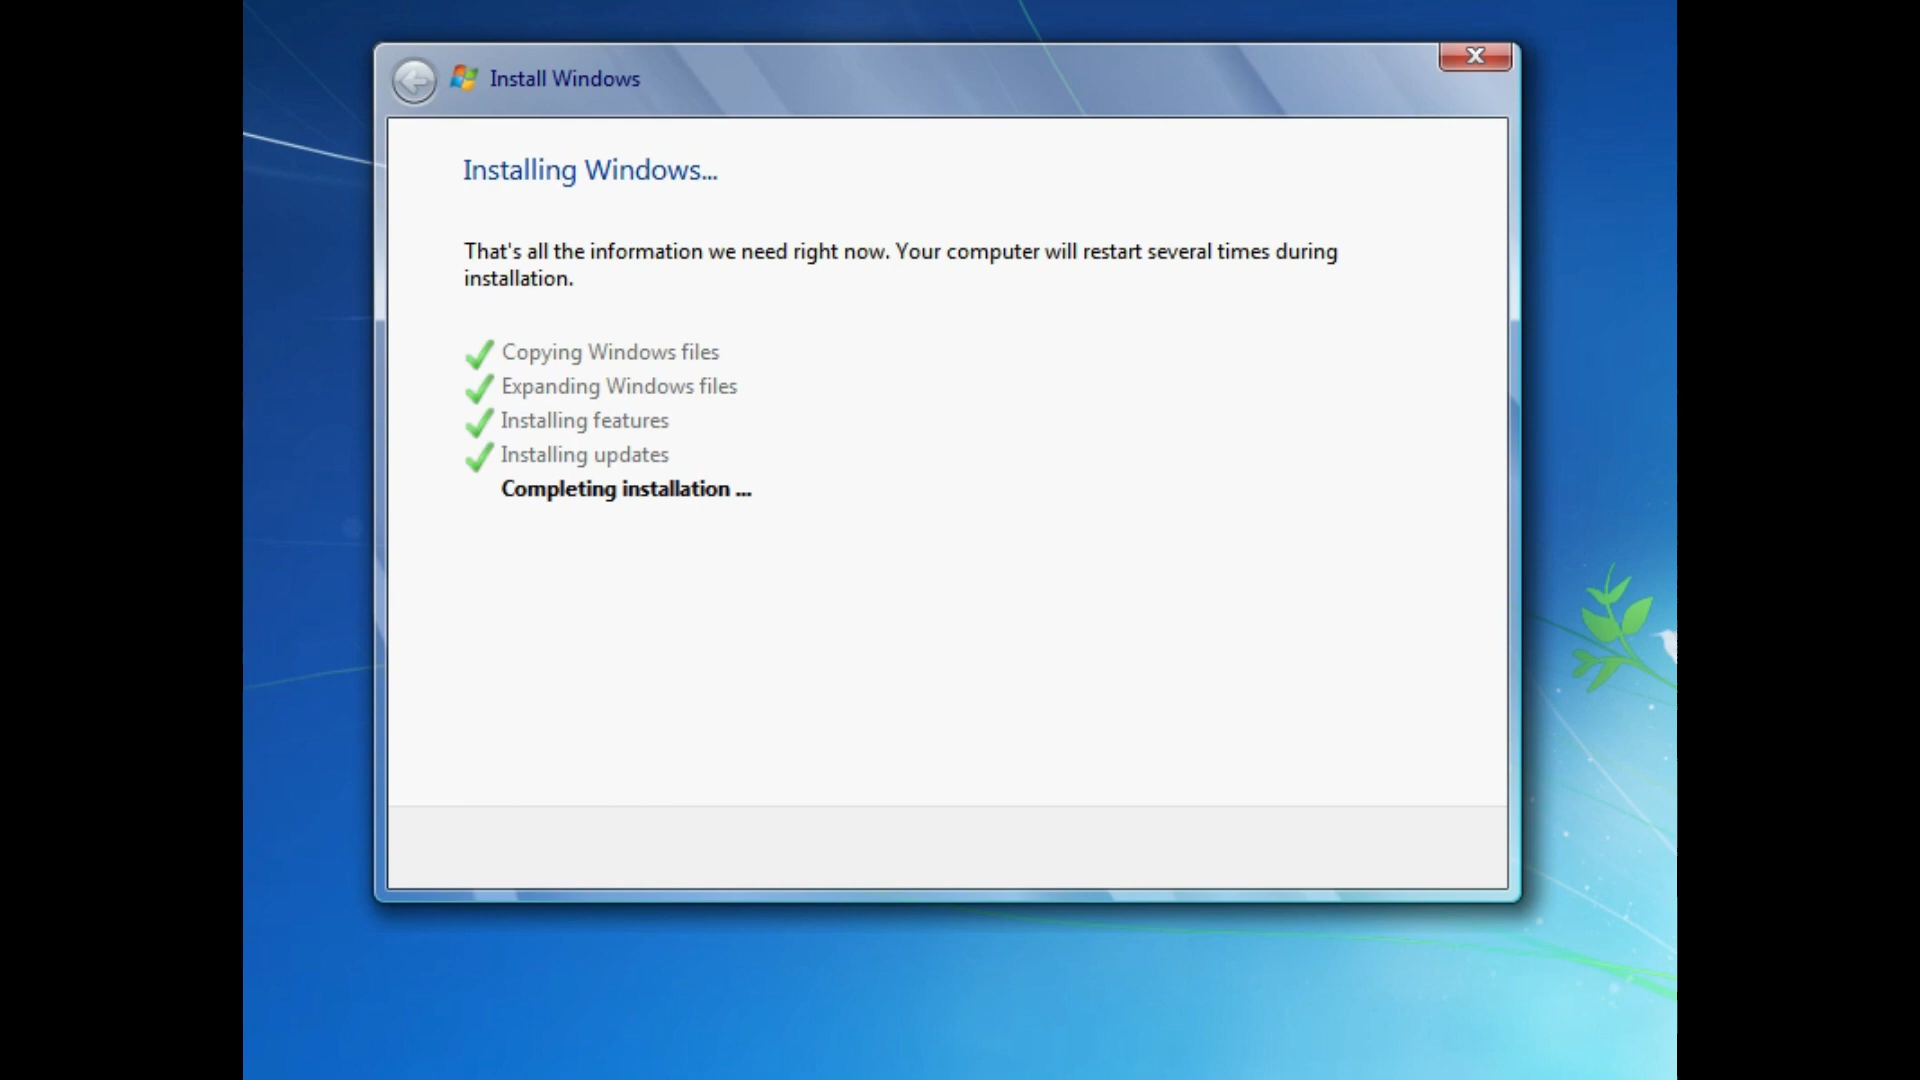 Install Windows
Installing Windows...
That's all the information we need right now. Your computer will restart several times during
installation.
Copying Windows files
Expanding Windows files
Installing features
Installing updates
Completing installation ...